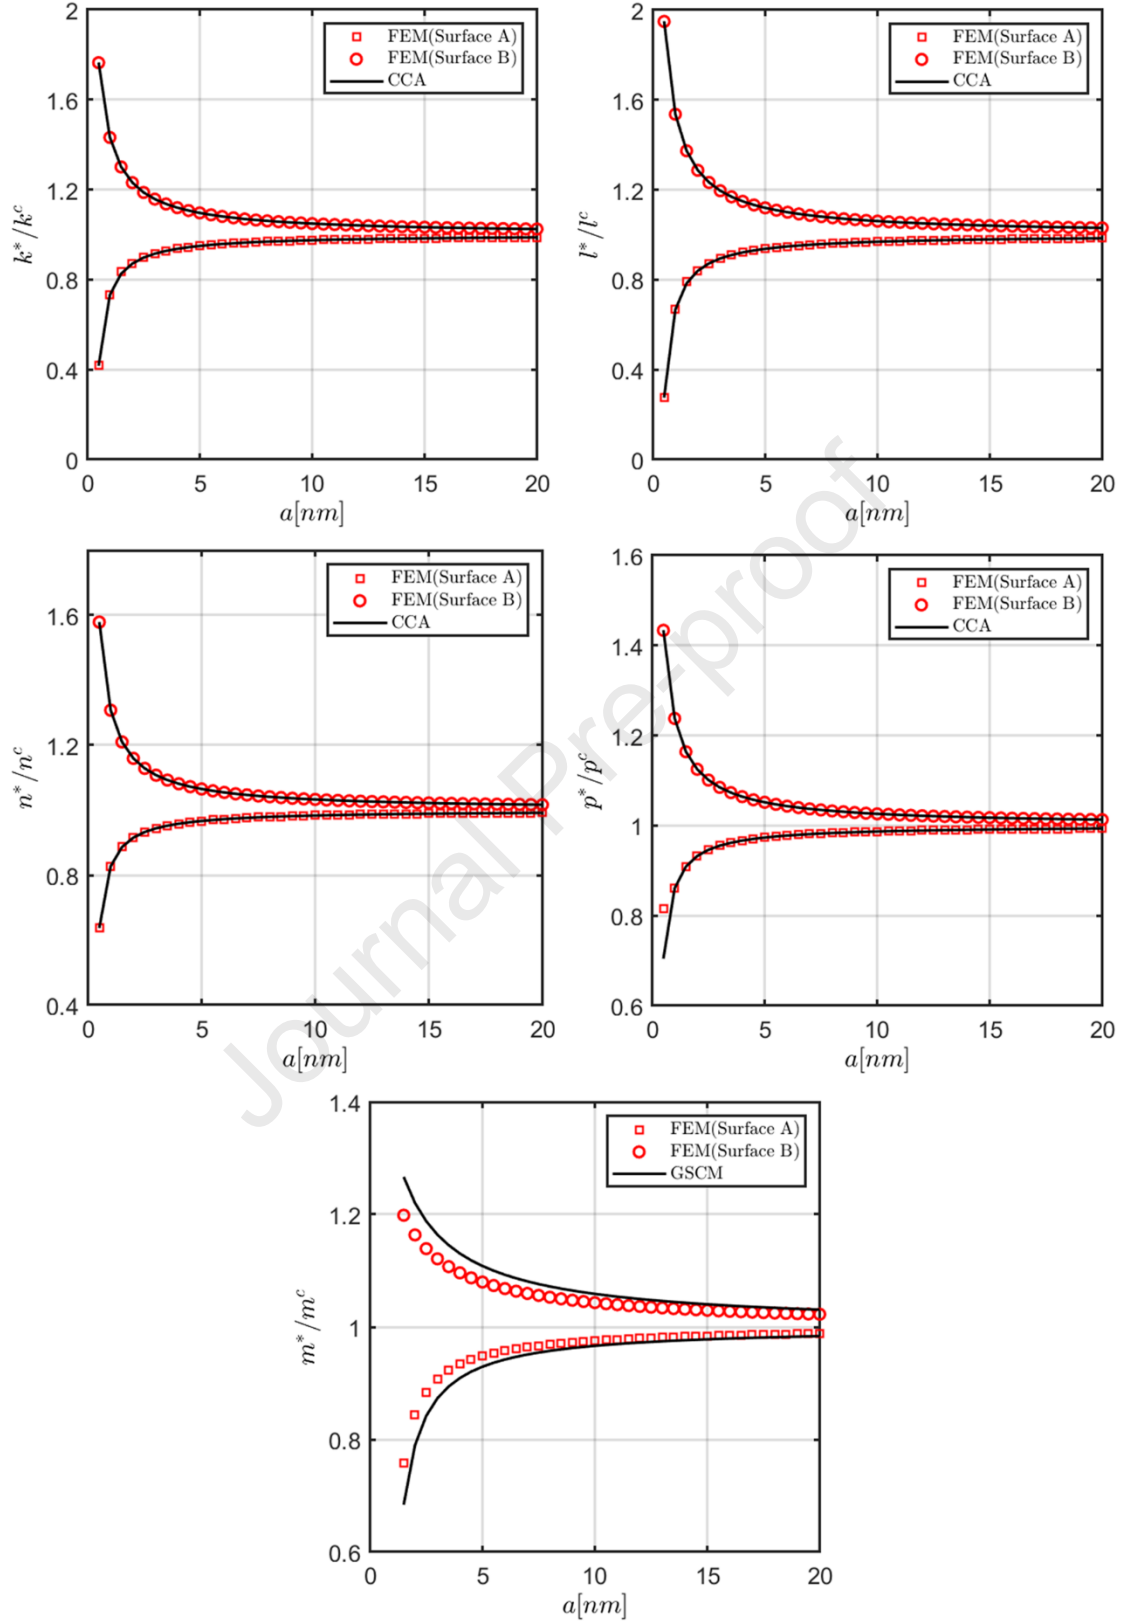 2
1.6
1.2
0.8
0.4
0
k*/k^c
FEM(Surface A)
FEM(Surface B)
CCA
0 5 10 15 20
a[nm]
2
1.6
1.2
0.8
0.4
0
l*/l^c
FEM(Surface A)
FEM(Surface B)
CCA
0 5 10 15 20
a[nm]
1.6
1.2
0.8
0.4
n*/n^c
FEM(Surface A)
FEM(Surface B)
CCA
0 5 10 15 20
a[nm]
1.6
1.4
1.2
1
0.8
0.6
p*/p^c
FEM(Surface A)
FEM(Surface B)
CCA
0 5 10 15 20
a[nm]
1.4
1.2
1
0.8
0.6
m*/m^c
FEM(Surface A)
FEM(Surface B)
GSCM
0 5 10 15 20
a[nm]
Journal Pre-proof